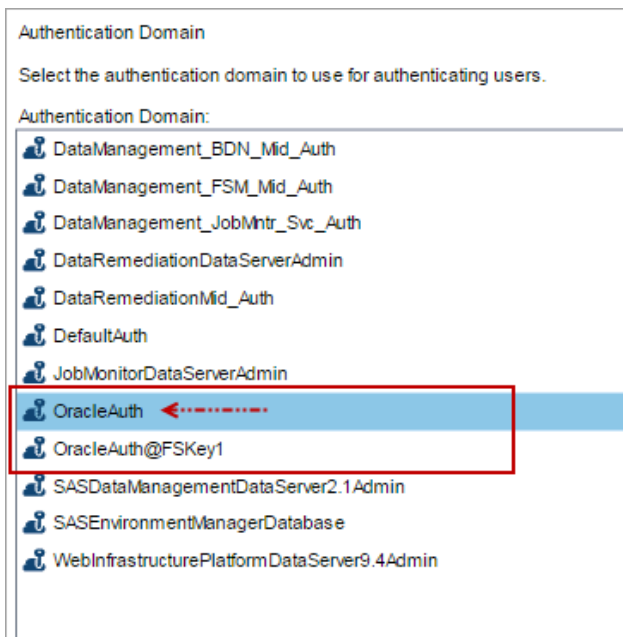 Authentication Domain
Select the authentication domain to use for authenticating users.
Authentication Domain:
DataManagement_BDN_Mid_Auth
DataManagement_FSM_Mid_Auth
DataManagement_JobMntr_Svc_Auth
DataRemediationDataServerAdmin
DataRemediationMid_Auth
DefaultAuth
JobMonitorDataServerAdmin
OracleAuth
OracleAuth@FSKey1
SASDataManagementDataServer2.1Admin
SASEnvironmentManagerDatabase
WebInfrastructurePlatformDataServer9.4Admin